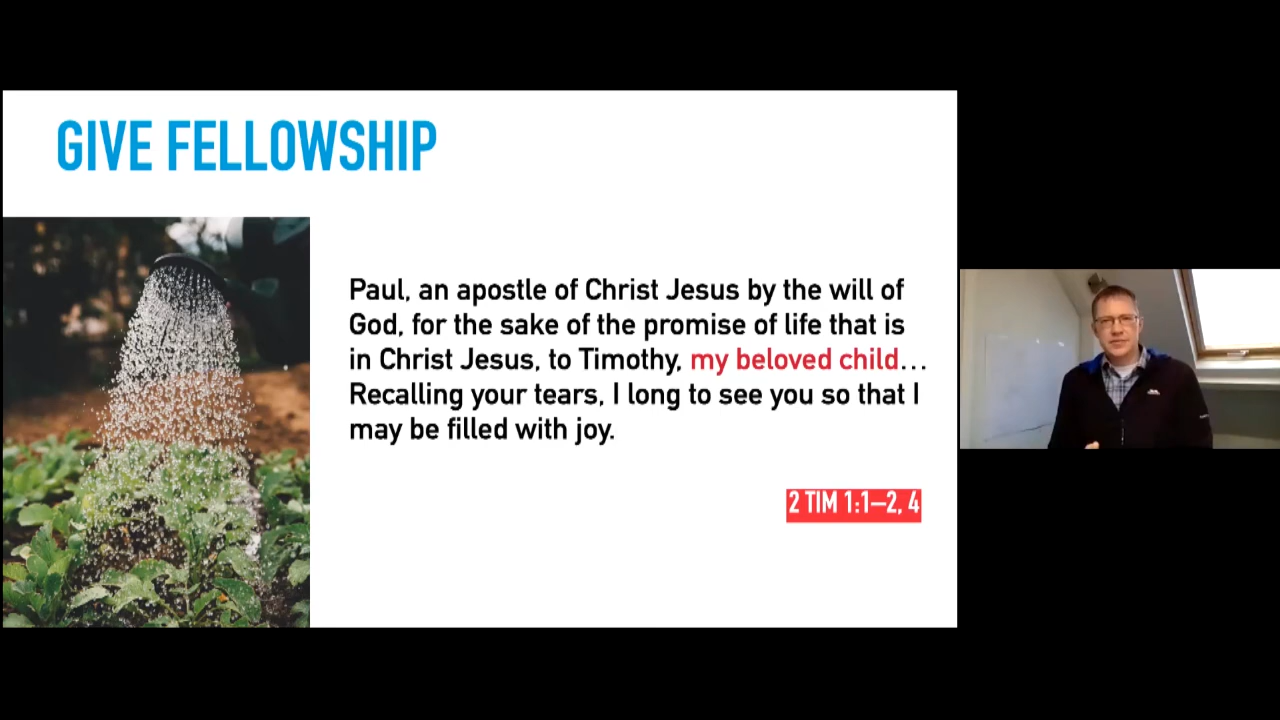 GIVE FELLOWSHIP
Paul, an apostle of Christ Jesus by the will of
God, for the sake of the promise of life that is
in Christ Jesus, to Timothy, my beloved child…
Recalling your tears, I long to see you so that I
may be filled with joy.
2 TIM 1:1–2, 4